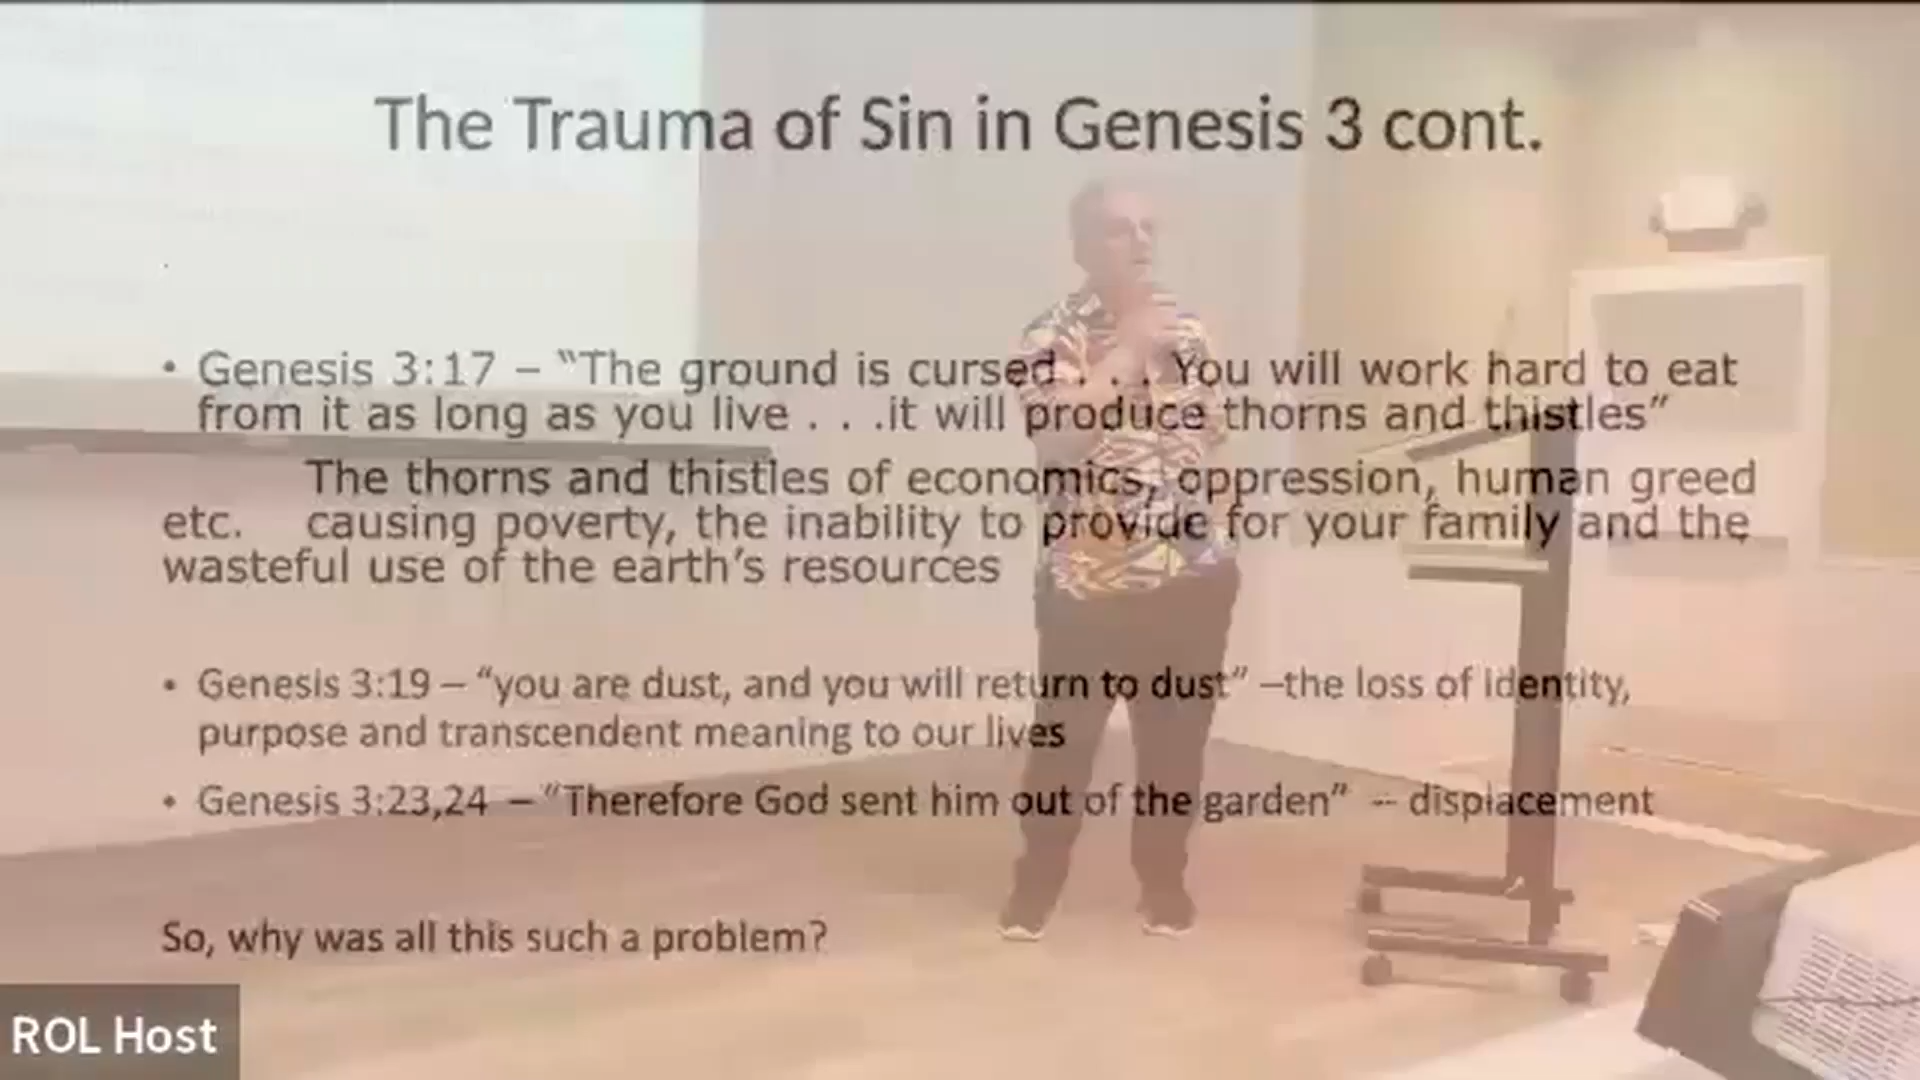 The Trauma of Sin in Genesis 3 cont.
• Genesis 3:17 – “The ground is cursed . . . You will work hard to eat
from it as long as you live . . .it will produce thorns and thistles”
The thorns and thistles of economics, oppression, human greed
etc. causing poverty, the inability to provide for your family and the
wasteful use of the earth’s resources
• Genesis 3:19 – “you are dust, and you will return to dust” –the loss of identity,
purpose and transcendent meaning to our lives
• Genesis 3:23,24 – “Therefore God sent him out of the garden” -- displacement
So, why was all this such a problem?
ROL Host